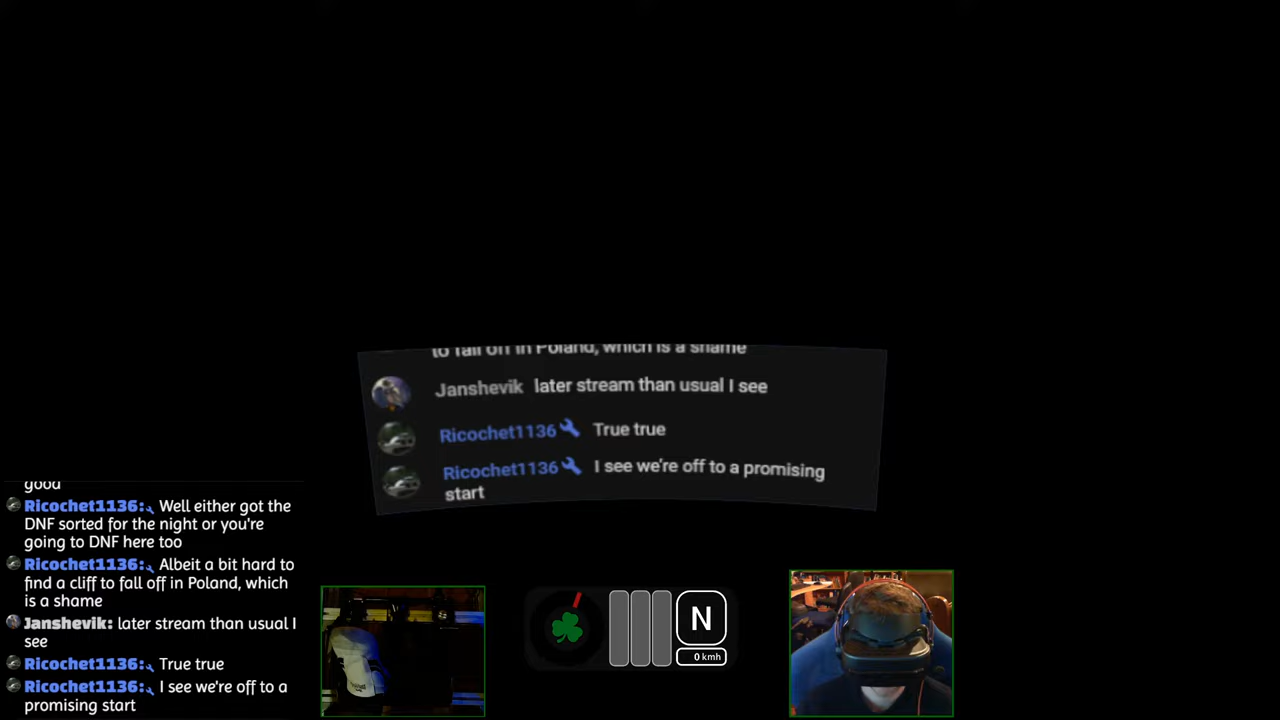 to fall off in Poland, which is a shame
Janshevik later stream than usual I see
Ricochet1136 True true
Ricochet1136 I see we're off to a promising
start
good
Ricochet1136: Well either got the
DNF sorted for the night or you're
going to DNF here too
Ricochet1136: Albeit a bit hard to
find a cliff to fall off in Poland, which
is a shame
Janshevik: later stream than usual I
see
Ricochet1136: True true
Ricochet1136: I see we're off to a
promising start
N
0 kmh